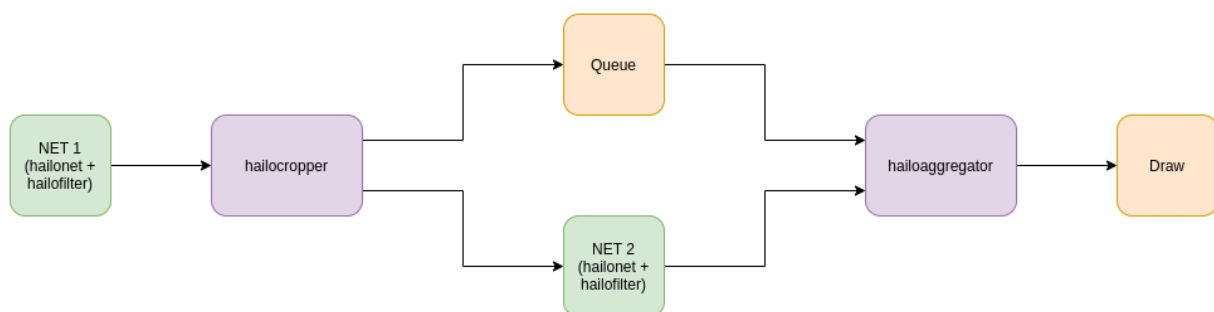 NET 1
(hailonet +
hailofilter)
hailocropper
Queue
NET 2
(hailonet +
hailofilter)
hailoaggregator
Draw